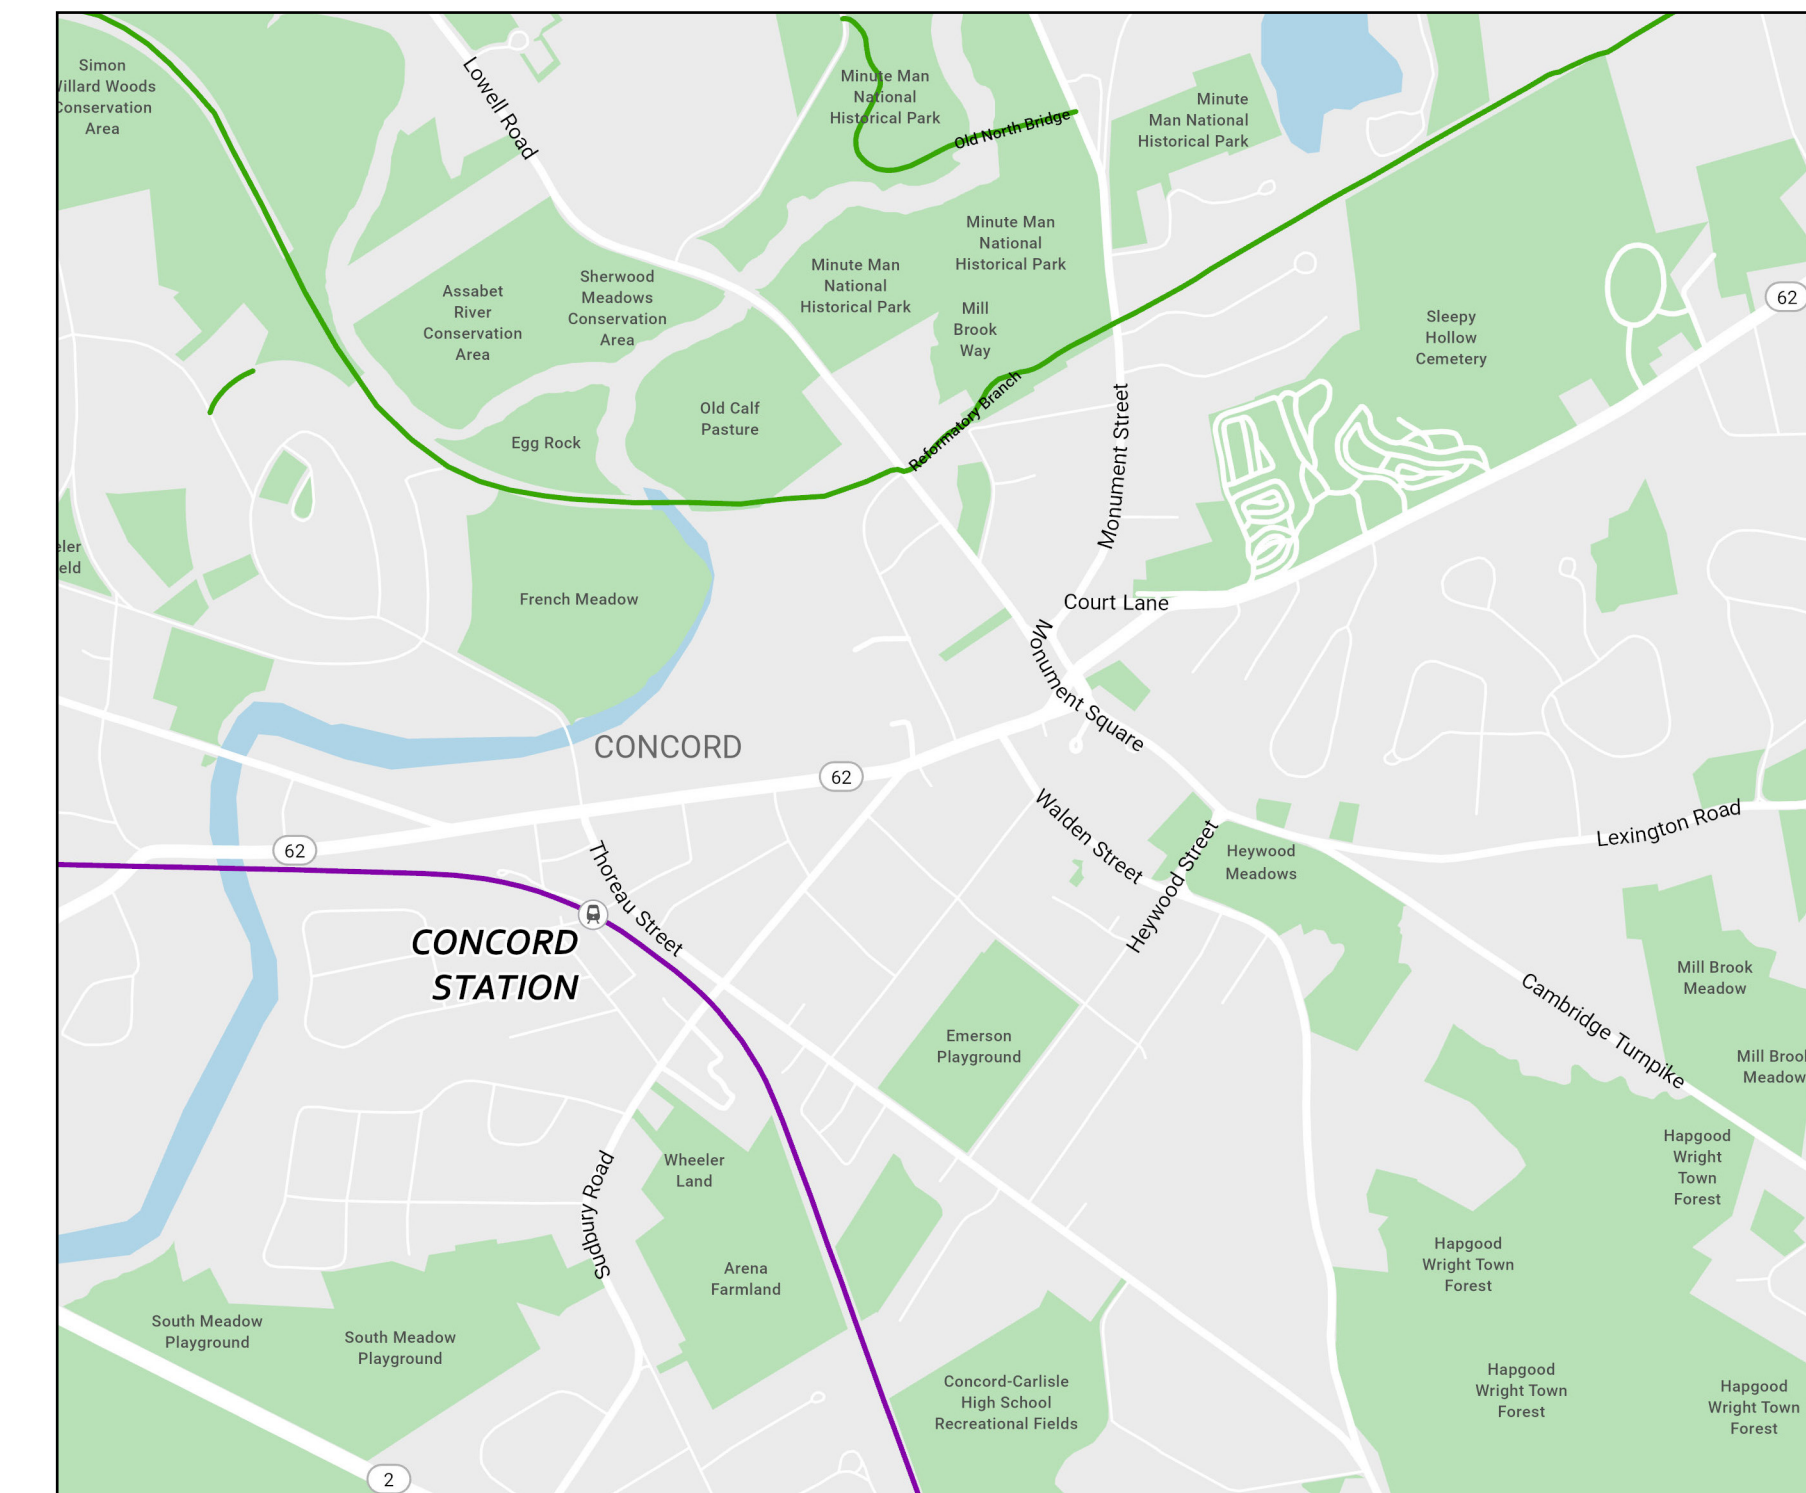 Simon
Willard Woods
Conservation
Area
Lowell Road
Minute Man
National
Historical Park
Old North Bridge
Minute
Man National
Historical Park
Minute Man
National
Historical Park
Minute Man
National
Historical Park
Mill
Brook
Way
Assabet
River
Conservation
Area
Sherwood
Meadows
Conservation
Area
62
Sleepy
Hollow
Cemetery
Old Calf
Pasture
Egg Rock
Reformatory Branch
Monument Street
eler
eld
French Meadow
Court Lane
Monument Square
CONCORD
62
62
Walden Street
Heywood Street
Heywood
Meadows
Lexington Road
Thoreau Street
CONCORD
STATION
Mill Brook
Meadow
Cambridge Turnpike
Emerson
Playground
Mill Brook
Meadow
Hapgood
Wright
Town
Forest
Wheeler
Land
Sudbury Road
Arena
Farmland
Hapgood
Wright Town
Forest
South Meadow
Playground
South Meadow
Playground
Concord-Carlisle
High School
Recreational Fields
Hapgood
Wright Town
Forest
Hapgood
Wright Town
Forest
2